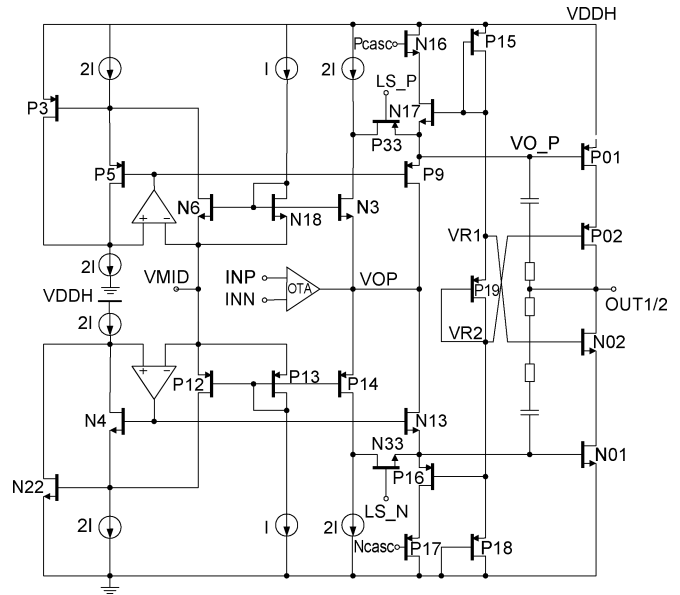 VDDH
Pcasc N16 P15
2I I 2I LS_P
P3 N17
P33 VO_P
P5 P9 P01
+ - N6 N18 N3
P02
VR1
2I VMID INP
INN OTA VOP P19
VDDH OUT1/2
2I VR2
N02
+ - P12 P13 P14
N4 N13
N33 N01
N22 P16
LS_N
2I I 2I
Ncasc P17 P18